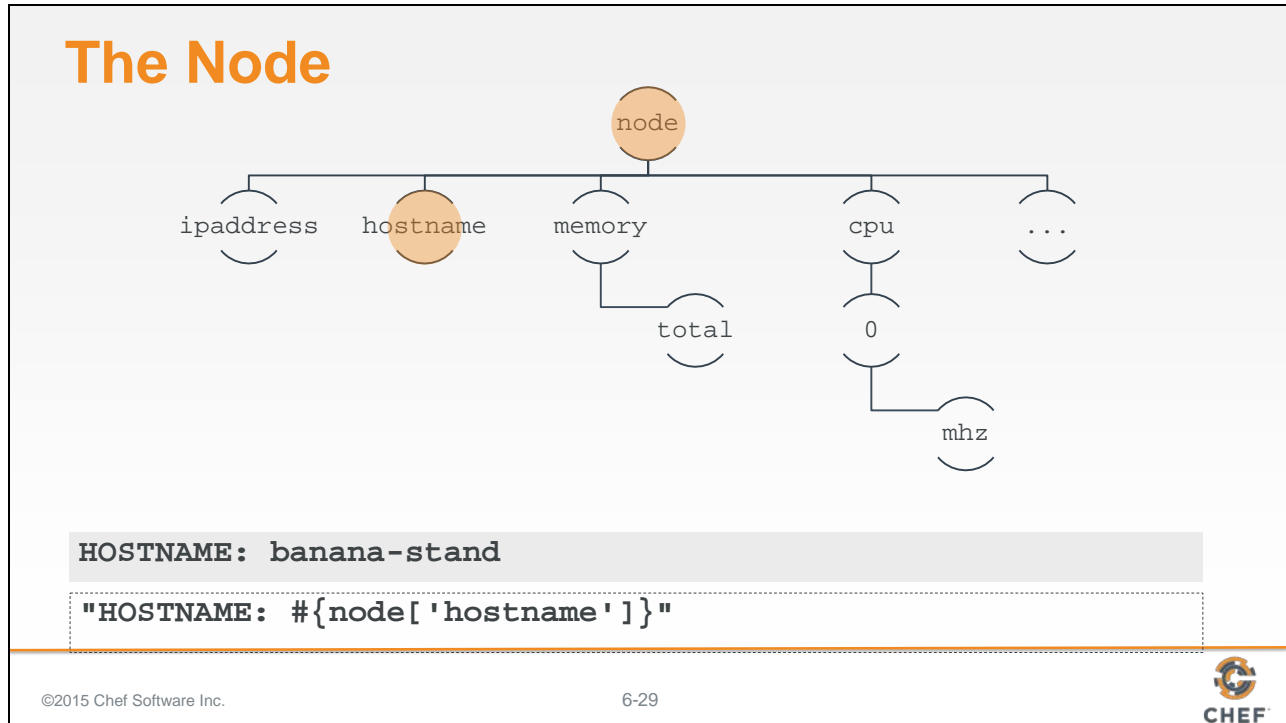 The Node
node
ipaddress hostname memory cpu ...
total 0
mhz
HOSTNAME: banana-stand
"HOSTNAME: #{node['hostname']}"
©2015 Chef Software Inc. 6-29
CHEF